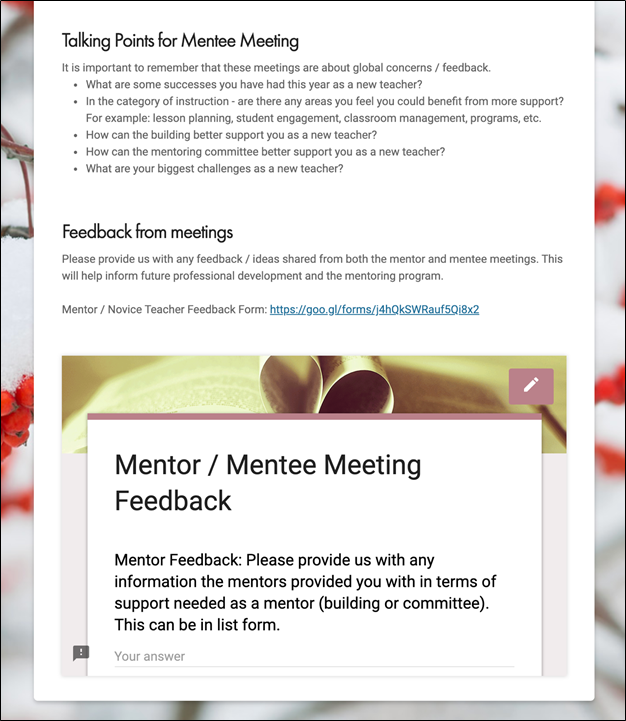 Talking Points for Mentee Meeting
It is important to remember that these meetings are about global concerns / feedback.
• What are some successes you have had this year as a new teacher?
• In the category of instruction - are there any areas you feel you could benefit from more support?
For example: lesson planning, student engagement, classroom management, programs, etc.
• How can the building better support you as a new teacher?
• How can the mentoring committee better support you as a new teacher?
• What are your biggest challenges as a new teacher?
Feedback from meetings
Please provide us with any feedback / ideas shared from both the mentor and mentee meetings. This
will help inform future professional development and the mentoring program.
Mentor / Novice Teacher Feedback Form: https://goo.gl/forms/j4hQkSWRauf5Qi8x2
Mentor / Mentee Meeting
Feedback
Mentor Feedback: Please provide us with any
information the mentors provided you with in terms of
support needed as a mentor (building or committee).
This can be in list form.
Your answer